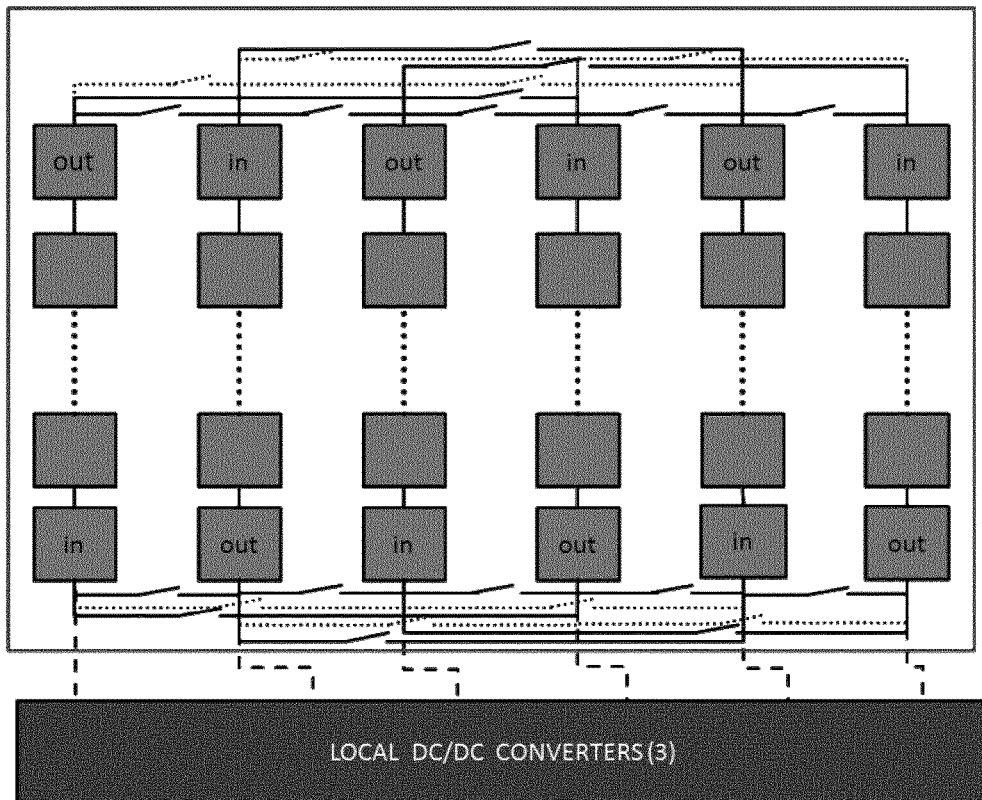 out in out in out in
in out in out in out
LOCAL DC/DC CONVERTERS (3)